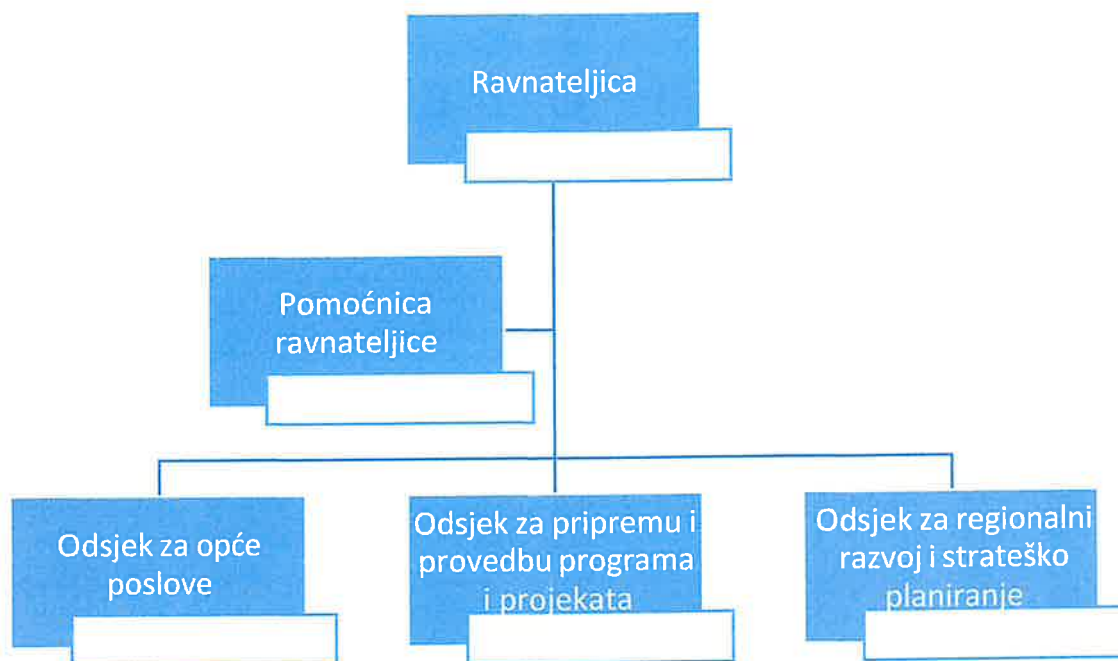 Ravnateljica
Pomoćnica
ravnateljice
Odsjek za opće
poslove
Odsjek za pripremu i
provedbu programa
i projekata
Odsjek za regionalni
razvoj i strateško
planiranje